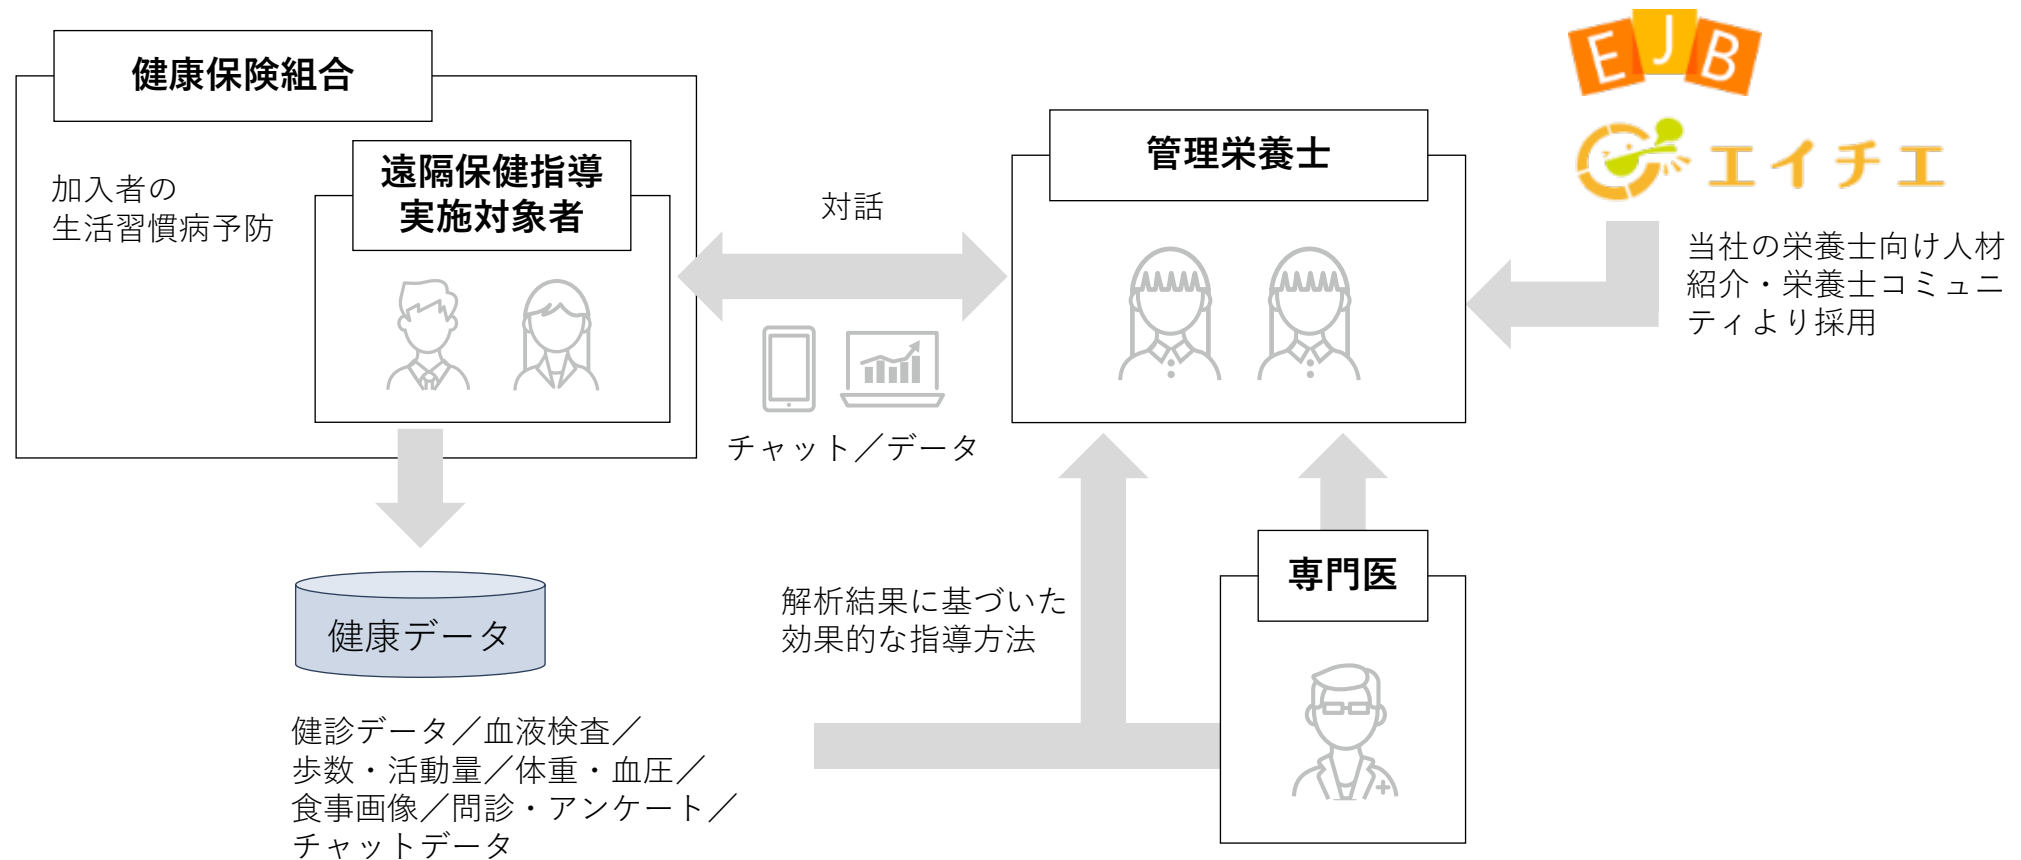 健康保険組合
加入者の
生活習慣病予防
遠隔保健指導
実施対象者
対話
チャット／データ
管理栄養士
EJB
エイチエ
当社の栄養士向け人材
紹介・栄養士コミュニ
ティより採用
健康データ
健診データ／血液検査／
歩数・活動量／体重・血圧／
食事画像／問診・アンケート／
チャットデータ
解析結果に基づいた
効果的な指導方法
専門医